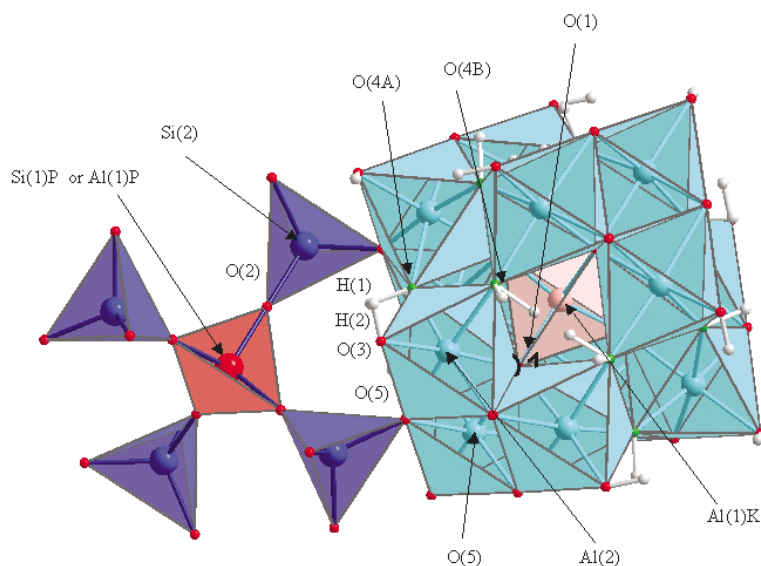 O(1)
O(4B)
O(4A)
Si(2)
Si(1)P or Al(1)P
O(2)
H(1)
H(2)
O(3)
O(5)
Al(1)K
O(5)
Al(2)